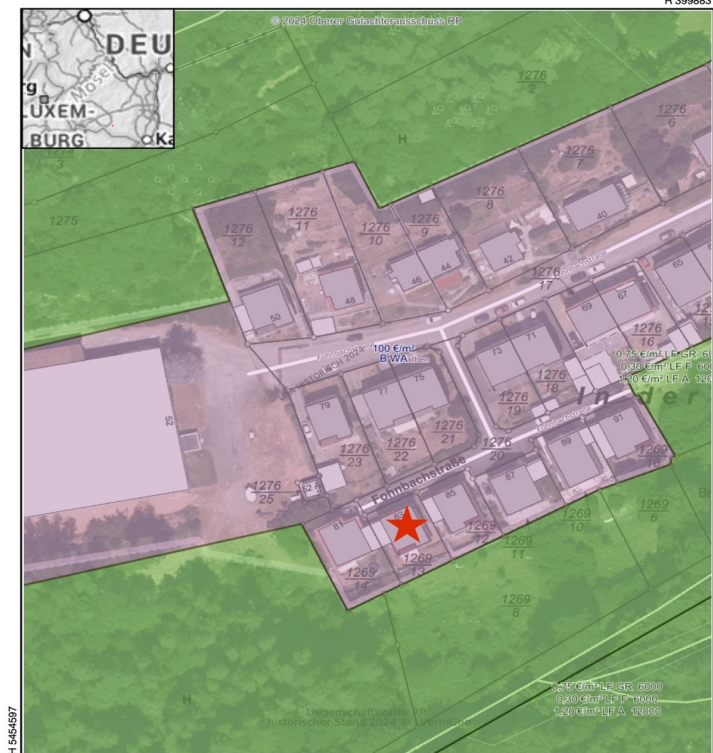 R 399883
© 2024 Oberer Gutachterausschuss RP
DEU
Mosel
LUXEM-
BURG
Ka
1275
H
1276
2
1276
6
1276
7
1276
8
1276
9
1276
10
1276
11
1276
12
40
42
44
46
48
50
1276
17
Fohnbachstraße
65
67
69
1276
16
71
73
1276
18
1276
19
100 €/m²
B WA
75
77
79
1276
21
1276
22
1276
23
1276
20
0,75 €/m² LF GR
0,30 €/m² LF F
1,20 €/m² LF A
In der
Fohnbachstraße
Fohnbachstraße
62
1276
25
81
85
87
89
91
1269
14
1269
13
1269
12
1269
11
1269
10
1269
6
1269
8
H
0,75 €/m² LF GR 6000
0,30 €/m² LF F 6000
1,20 €/m² LF A 12000
Liegenschaftskarte RP
historischer Stand 2024 ©
H 5454597